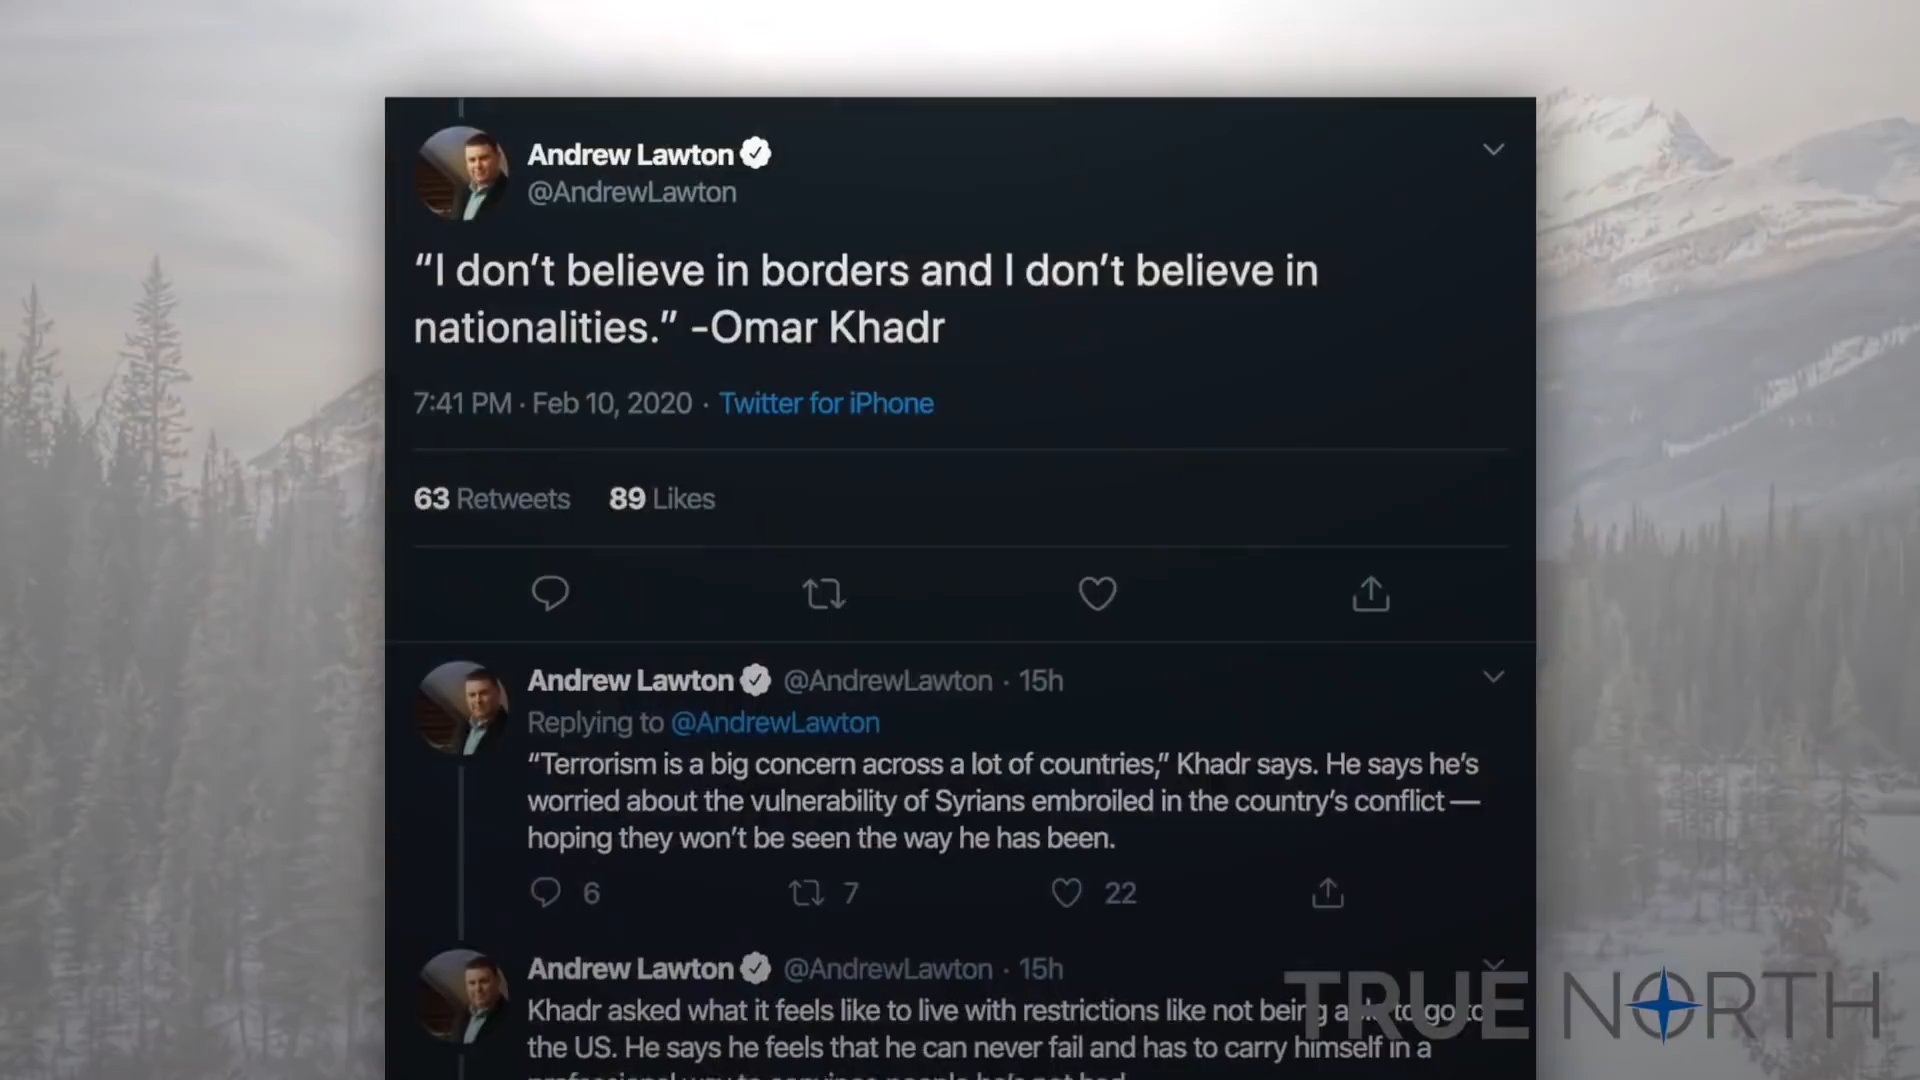 Andrew Lawton
@AndrewLawton
“I don’t believe in borders and I don’t believe in
nationalities.” -Omar Khadr
7:41 PM · Feb 10, 2020 · Twitter for iPhone
63 Retweets 89 Likes
Andrew Lawton @AndrewLawton · 15h
Replying to @AndrewLawton
“Terrorism is a big concern across a lot of countries,” Khadr says. He says he’s
worried about the vulnerability of Syrians embroiled in the country’s conflict —
hoping they won’t be seen the way he has been.
6 7 22
Andrew Lawton @AndrewLawton · 15h
Khadr asked what it feels like to live with restrictions like not being able to go to
the US. He says he feels that he can never fail and has to carry himself in a
TRUE NORTH